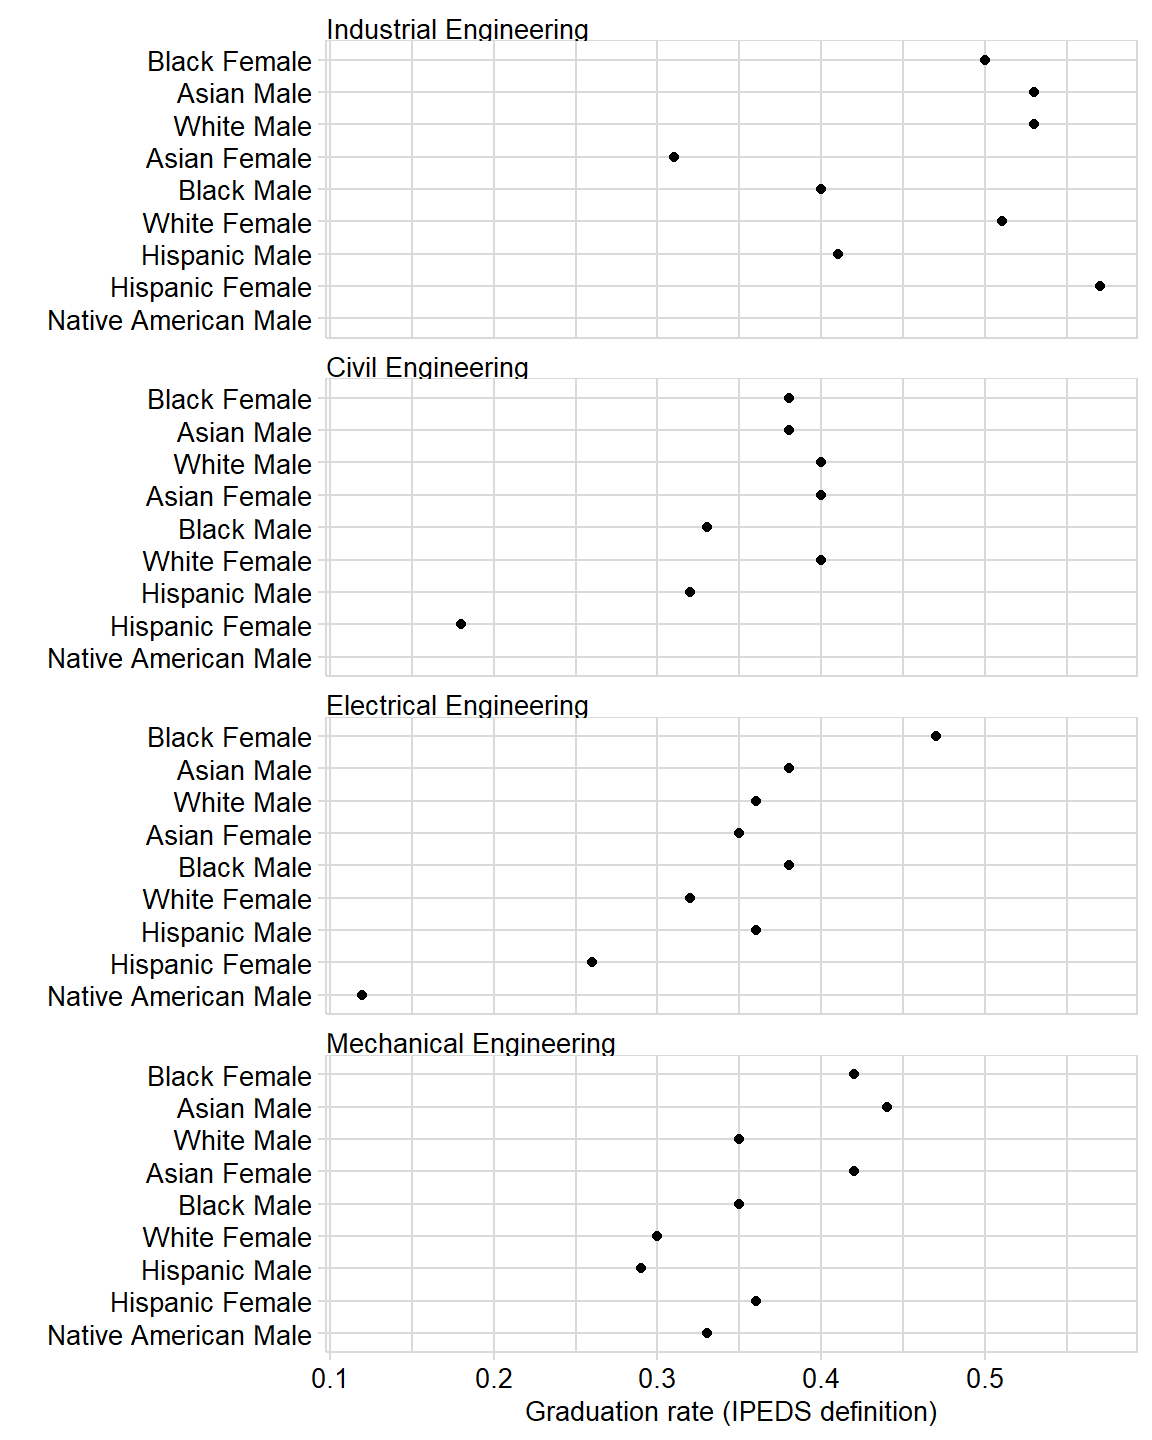 Industrial Engineering
Black Female
Asian Male
White Male
Asian Female
Black Male
White Female
Hispanic Male
Hispanic Female
Native American Male
Civil Engineering
Black Female
Asian Male
White Male
Asian Female
Black Male
White Female
Hispanic Male
Hispanic Female
Native American Male
Electrical Engineering
Black Female
Asian Male
White Male
Asian Female
Black Male
White Female
Hispanic Male
Hispanic Female
Native American Male
Mechanical Engineering
Black Female
Asian Male
White Male
Asian Female
Black Male
White Female
Hispanic Male
Hispanic Female
Native American Male
0.1 0.2 0.3 0.4 0.5
Graduation rate (IPEDS definition)